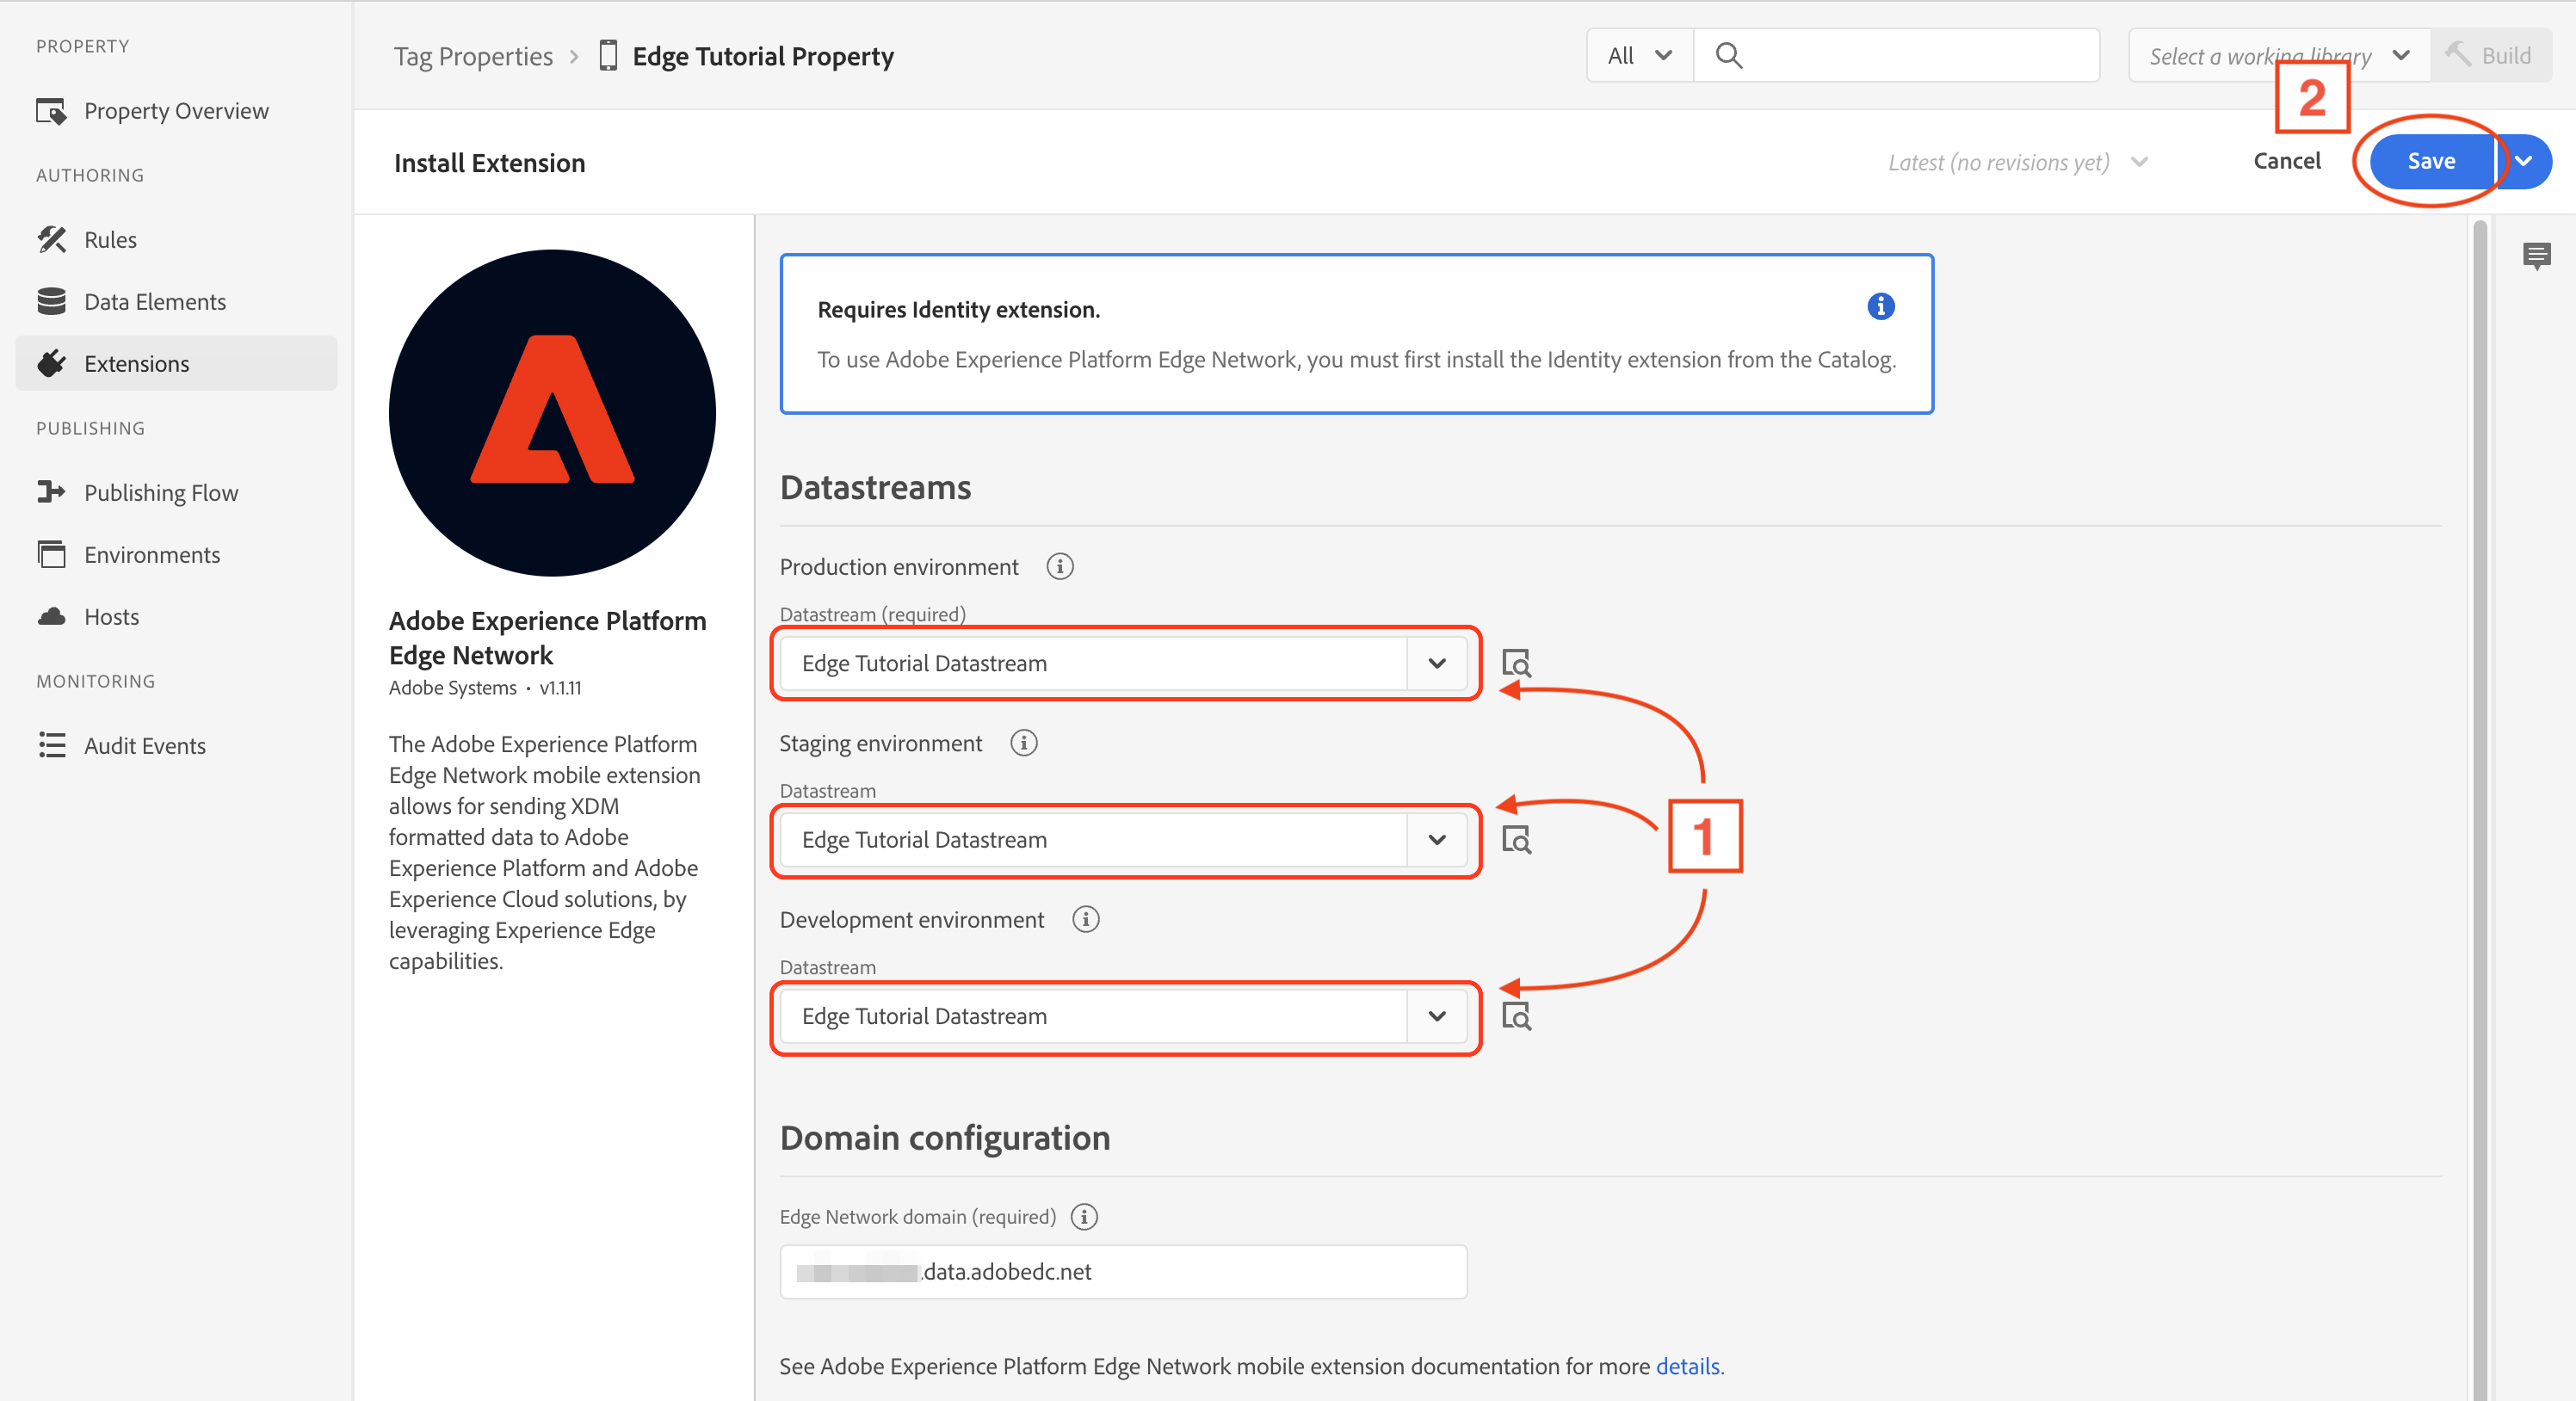 PROPERTY
Property Overview
AUTHORING
Rules
Data Elements
Extensions
PUBLISHING
Publishing Flow
Environments
Hosts
MONITORING
Audit Events
Tag Properties > Edge Tutorial Property
All
Select a working library
Build
2
Install Extension
Latest (no revisions yet)
Cancel
Save
Adobe Experience Platform
Edge Network
Adobe Systems • v1.1.11
The Adobe Experience Platform
Edge Network mobile extension
allows for sending XDM
formatted data to Adobe
Experience Platform and Adobe
Experience Cloud solutions, by
leveraging Experience Edge
capabilities.
Requires Identity extension.
To use Adobe Experience Platform Edge Network, you must first install the Identity extension from the Catalog.
Datastreams
Production environment
Datastream (required)
Edge Tutorial Datastream
Staging environment
Datastream
Edge Tutorial Datastream
1
Development environment
Datastream
Edge Tutorial Datastream
Domain configuration
Edge Network domain (required)
.data.adobedc.net
See Adobe Experience Platform Edge Network mobile extension documentation for more details.